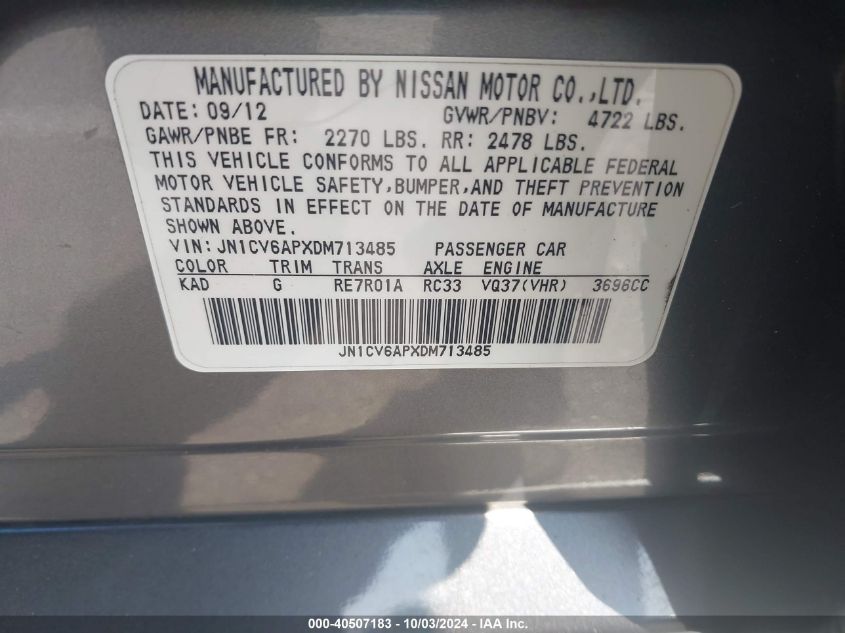 MANUFACTURED BY NISSAN MOTOR CO.,LTD.
DATE: 09/12 GVWR/PNBV: 4722 LBS.
GAWR/PNBE FR: 2270 LBS. RR: 2478 LBS.
THIS VEHICLE CONFORMS TO ALL APPLICABLE FEDERAL
MOTOR VEHICLE SAFETY,BUMPER,AND THEFT PREVENTION
STANDARDS IN EFFECT ON THE DATE OF MANUFACTURE
SHOWN ABOVE.
VIN:JN1CV6APXDM713485 PASSENGER CAR
COLOR TRIM TRANS AXLE ENGINE
KAD G RE7R01A RC33 VQ37(VHR) 3696CC
JN1CV6APXDM713485
000-40507183 - 10/03/2024 - IAA Inc.